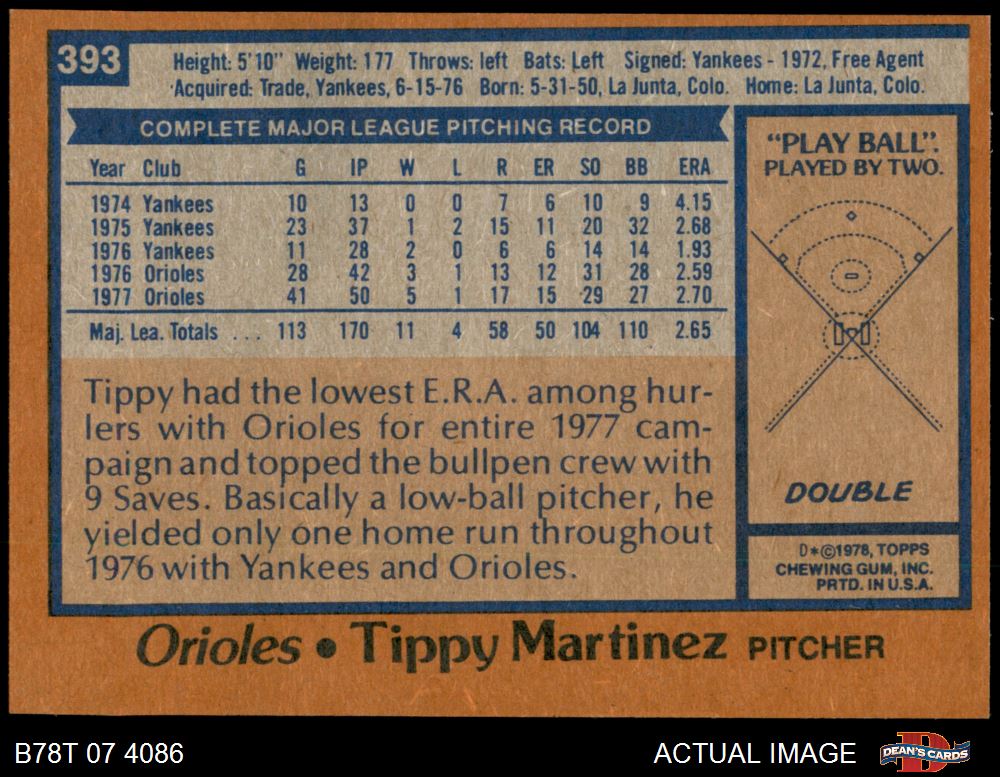 393
Height: 5'10" Weight: 177 Throws: left Bats: Left Signed: Yankees - 1972, Free Agent
Acquired: Trade, Yankees, 6-15-76 Born: 5-31-50, La Junta, Colo. Home: La Junta, Colo.
COMPLETE MAJOR LEAGUE PITCHING RECORD
Year Club G IP W L R ER SO BB ERA
1974 Yankees 10 13 0 0 7 6 10 9 4.15
1975 Yankees 23 37 1 2 15 11 20 32 2.68
1976 Yankees 11 28 2 0 6 6 14 14 1.93
1976 Orioles 28 42 3 1 13 12 31 28 2.59
1977 Orioles 41 50 5 1 17 15 29 27 2.70
Maj. Lea. Totals ... 113 170 11 4 58 50 104 110 2.65
Tippy had the lowest E.R.A. among hur-
lers with Orioles for entire 1977 cam-
paign and topped the bullpen crew with
9 Saves. Basically a low-ball pitcher, he
yielded only one home run throughout
1976 with Yankees and Orioles.
"PLAY BALL".
PLAYED BY TWO.
DOUBLE
D*©1978, TOPPS
CHEWING GUM, INC.
PRTD. IN U.S.A.
Orioles • Tippy Martinez PITCHER
B78T 07 4086
ACTUAL IMAGE
DEAN'S CARDS